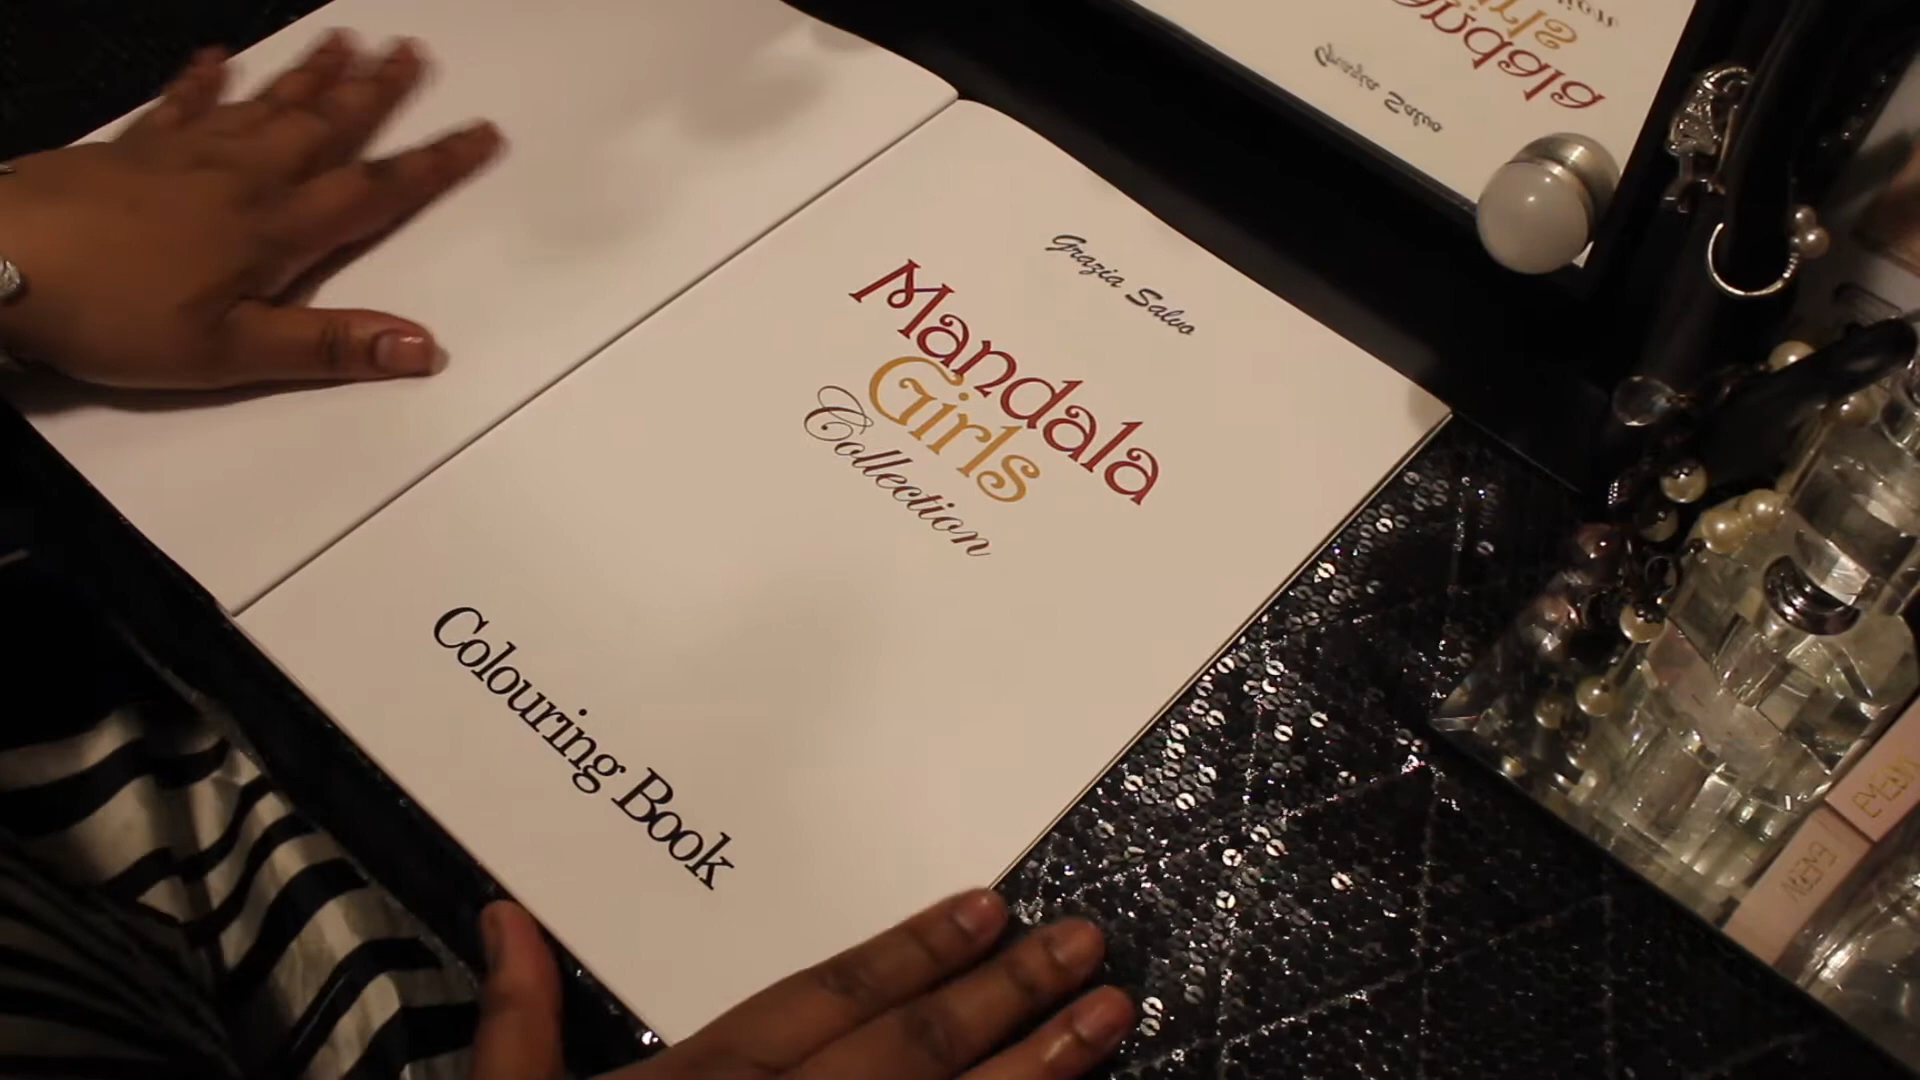 Grazia Salvo
Mandala
Girls
Collection
Colouring Book